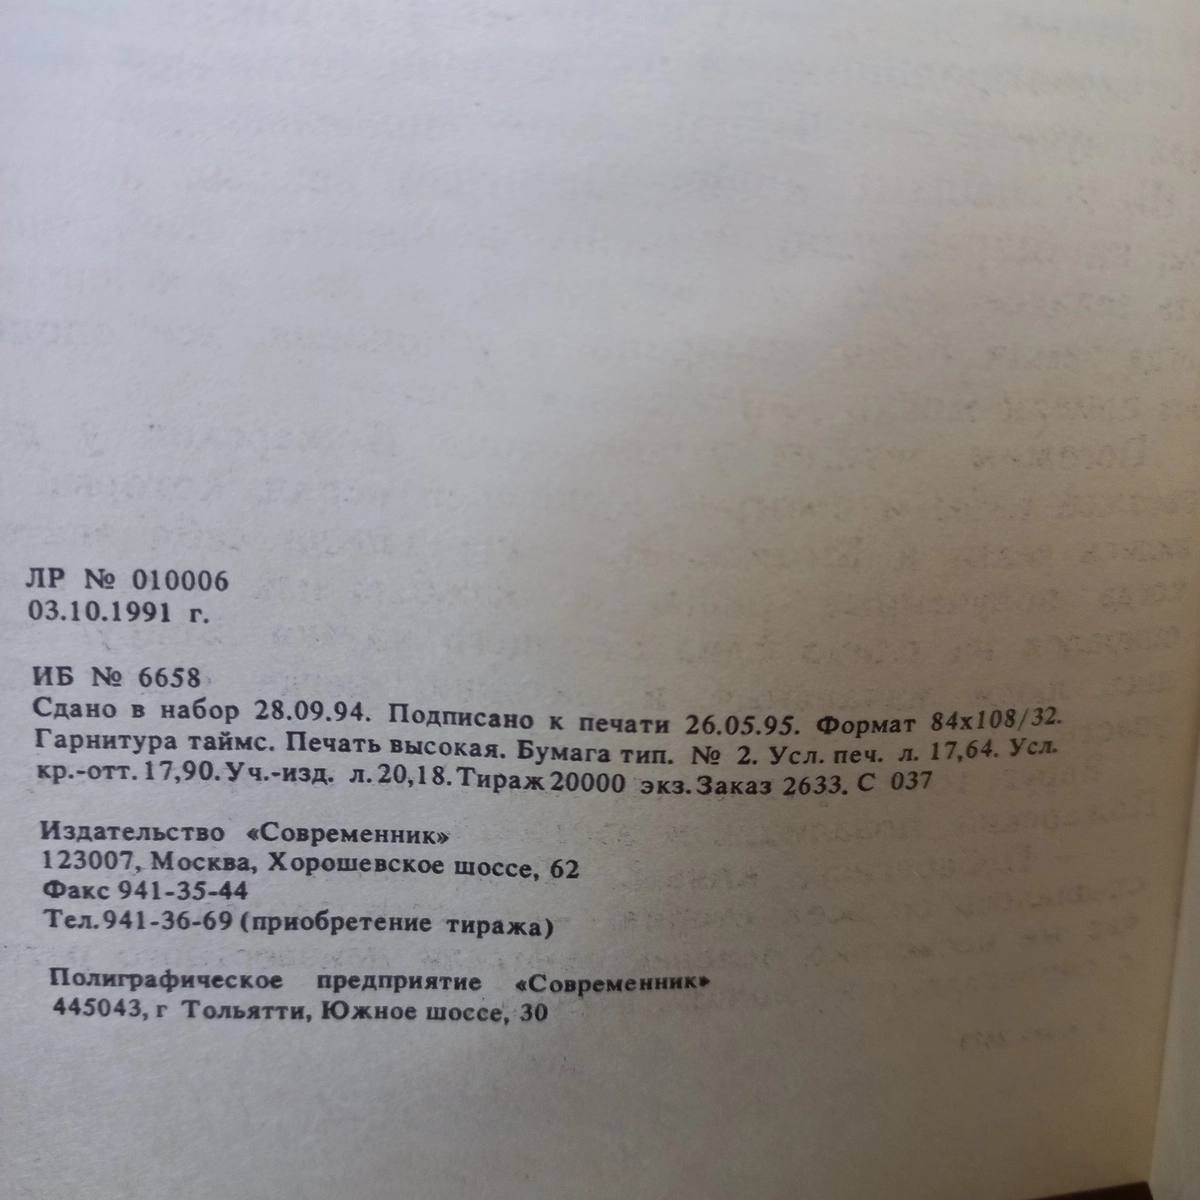 ЛР № 010006
03.10.1991 г.
ИБ № 6658
Сдано в набор 28.09.94. Подписано к печати 26.05.95. Формат 84х108/32.
Гарнитура таймс. Печать высокая. Бумага тип. № 2. Усл. печ. л. 17,64. Усл.
кр.-отт. 17,90. Уч.-изд. л. 20,18. Тираж 20000 экз. Заказ 2633. С 037
Издательство «Современник»
123007, Москва, Хорошевское шоссе, 62
Факс 941-35-44
Тел. 941-36-69 (приобретение тиража)
Полиграфическое предприятие «Современник»
445043, г Тольятти, Южное шоссе, 30